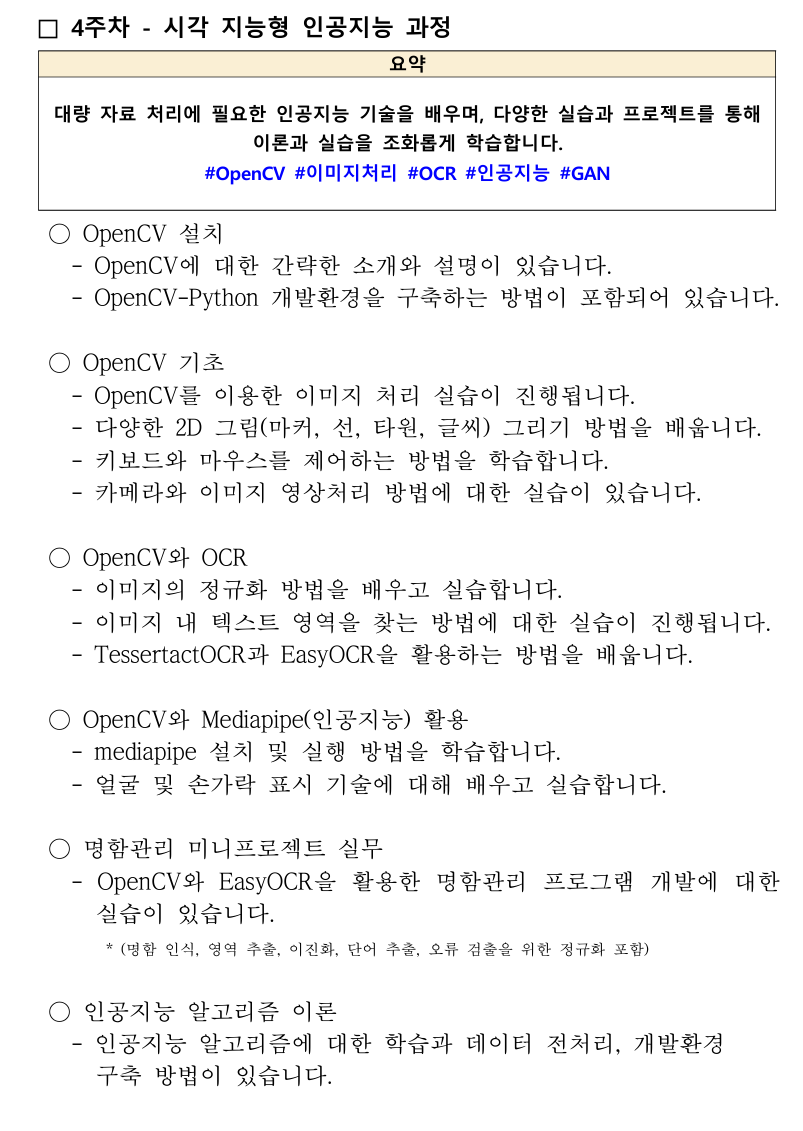 □ 4주차 - 시각 지능형 인공지능 과정
요약
대량 자료 처리에 필요한 인공지능 기술을 배우며, 다양한 실습과 프로젝트를 통해
이론과 실습을 조화롭게 학습합니다.
#OpenCV #이미지처리 #OCR #인공지능 #GAN
○ OpenCV 설치
- OpenCV에 대한 간략한 소개와 설명이 있습니다.
- OpenCV-Python 개발환경을 구축하는 방법이 포함되어 있습니다.
○ OpenCV 기초
- OpenCV를 이용한 이미지 처리 실습이 진행됩니다.
- 다양한 2D 그림(마커, 선, 타원, 글씨) 그리기 방법을 배웁니다.
- 키보드와 마우스를 제어하는 방법을 학습합니다.
- 카메라와 이미지 영상처리 방법에 대한 실습이 있습니다.
○ OpenCV와 OCR
- 이미지의 정규화 방법을 배우고 실습합니다.
- 이미지 내 텍스트 영역을 찾는 방법에 대한 실습이 진행됩니다.
- TessertactOCR과 EasyOCR을 활용하는 방법을 배웁니다.
○ OpenCV와 Mediapipe(인공지능) 활용
- mediapipe 설치 및 실행 방법을 학습합니다.
- 얼굴 및 손가락 표시 기술에 대해 배우고 실습합니다.
○ 명함관리 미니프로젝트 실무
- OpenCV와 EasyOCR을 활용한 명함관리 프로그램 개발에 대한
실습이 있습니다.
* (명함 인식, 영역 추출, 이진화, 단어 추출, 오류 검출을 위한 정규화 포함)
○ 인공지능 알고리즘 이론
- 인공지능 알고리즘에 대한 학습과 데이터 전처리, 개발환경
구축 방법이 있습니다.